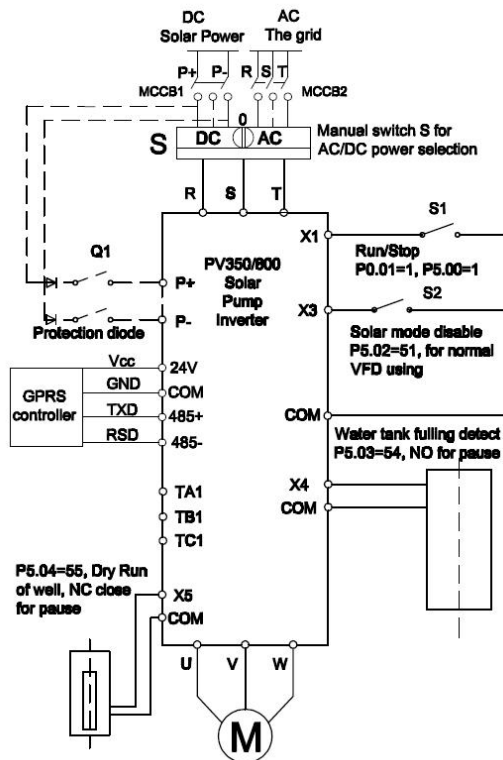 DC
Solar Power
AC
The grid
P+
P-
R
S
T
MCCB1
MCCB2
0
S
DC
AC
Manual switch S for
AC/DC power selection
R
S
T
Q1
P+
P-
Protection diode
PV350/800
Solar
Pump
Inverter
X1
S1
Run/Stop
P0.01=1, P5.00=1
X3
S2
Solar mode disable
P5.02=51, for normal
VFD using
GPRS
controller
Vcc
24V
GND
COM
TXD
485+
RSD
485-
COM
Water tank fulling detect
P5.03=54, NO for pause
X4
COM
TA1
TB1
TC1
P5.04=55, Dry Run
of well, NC close
for pause
X5
COM
U
V
W
M